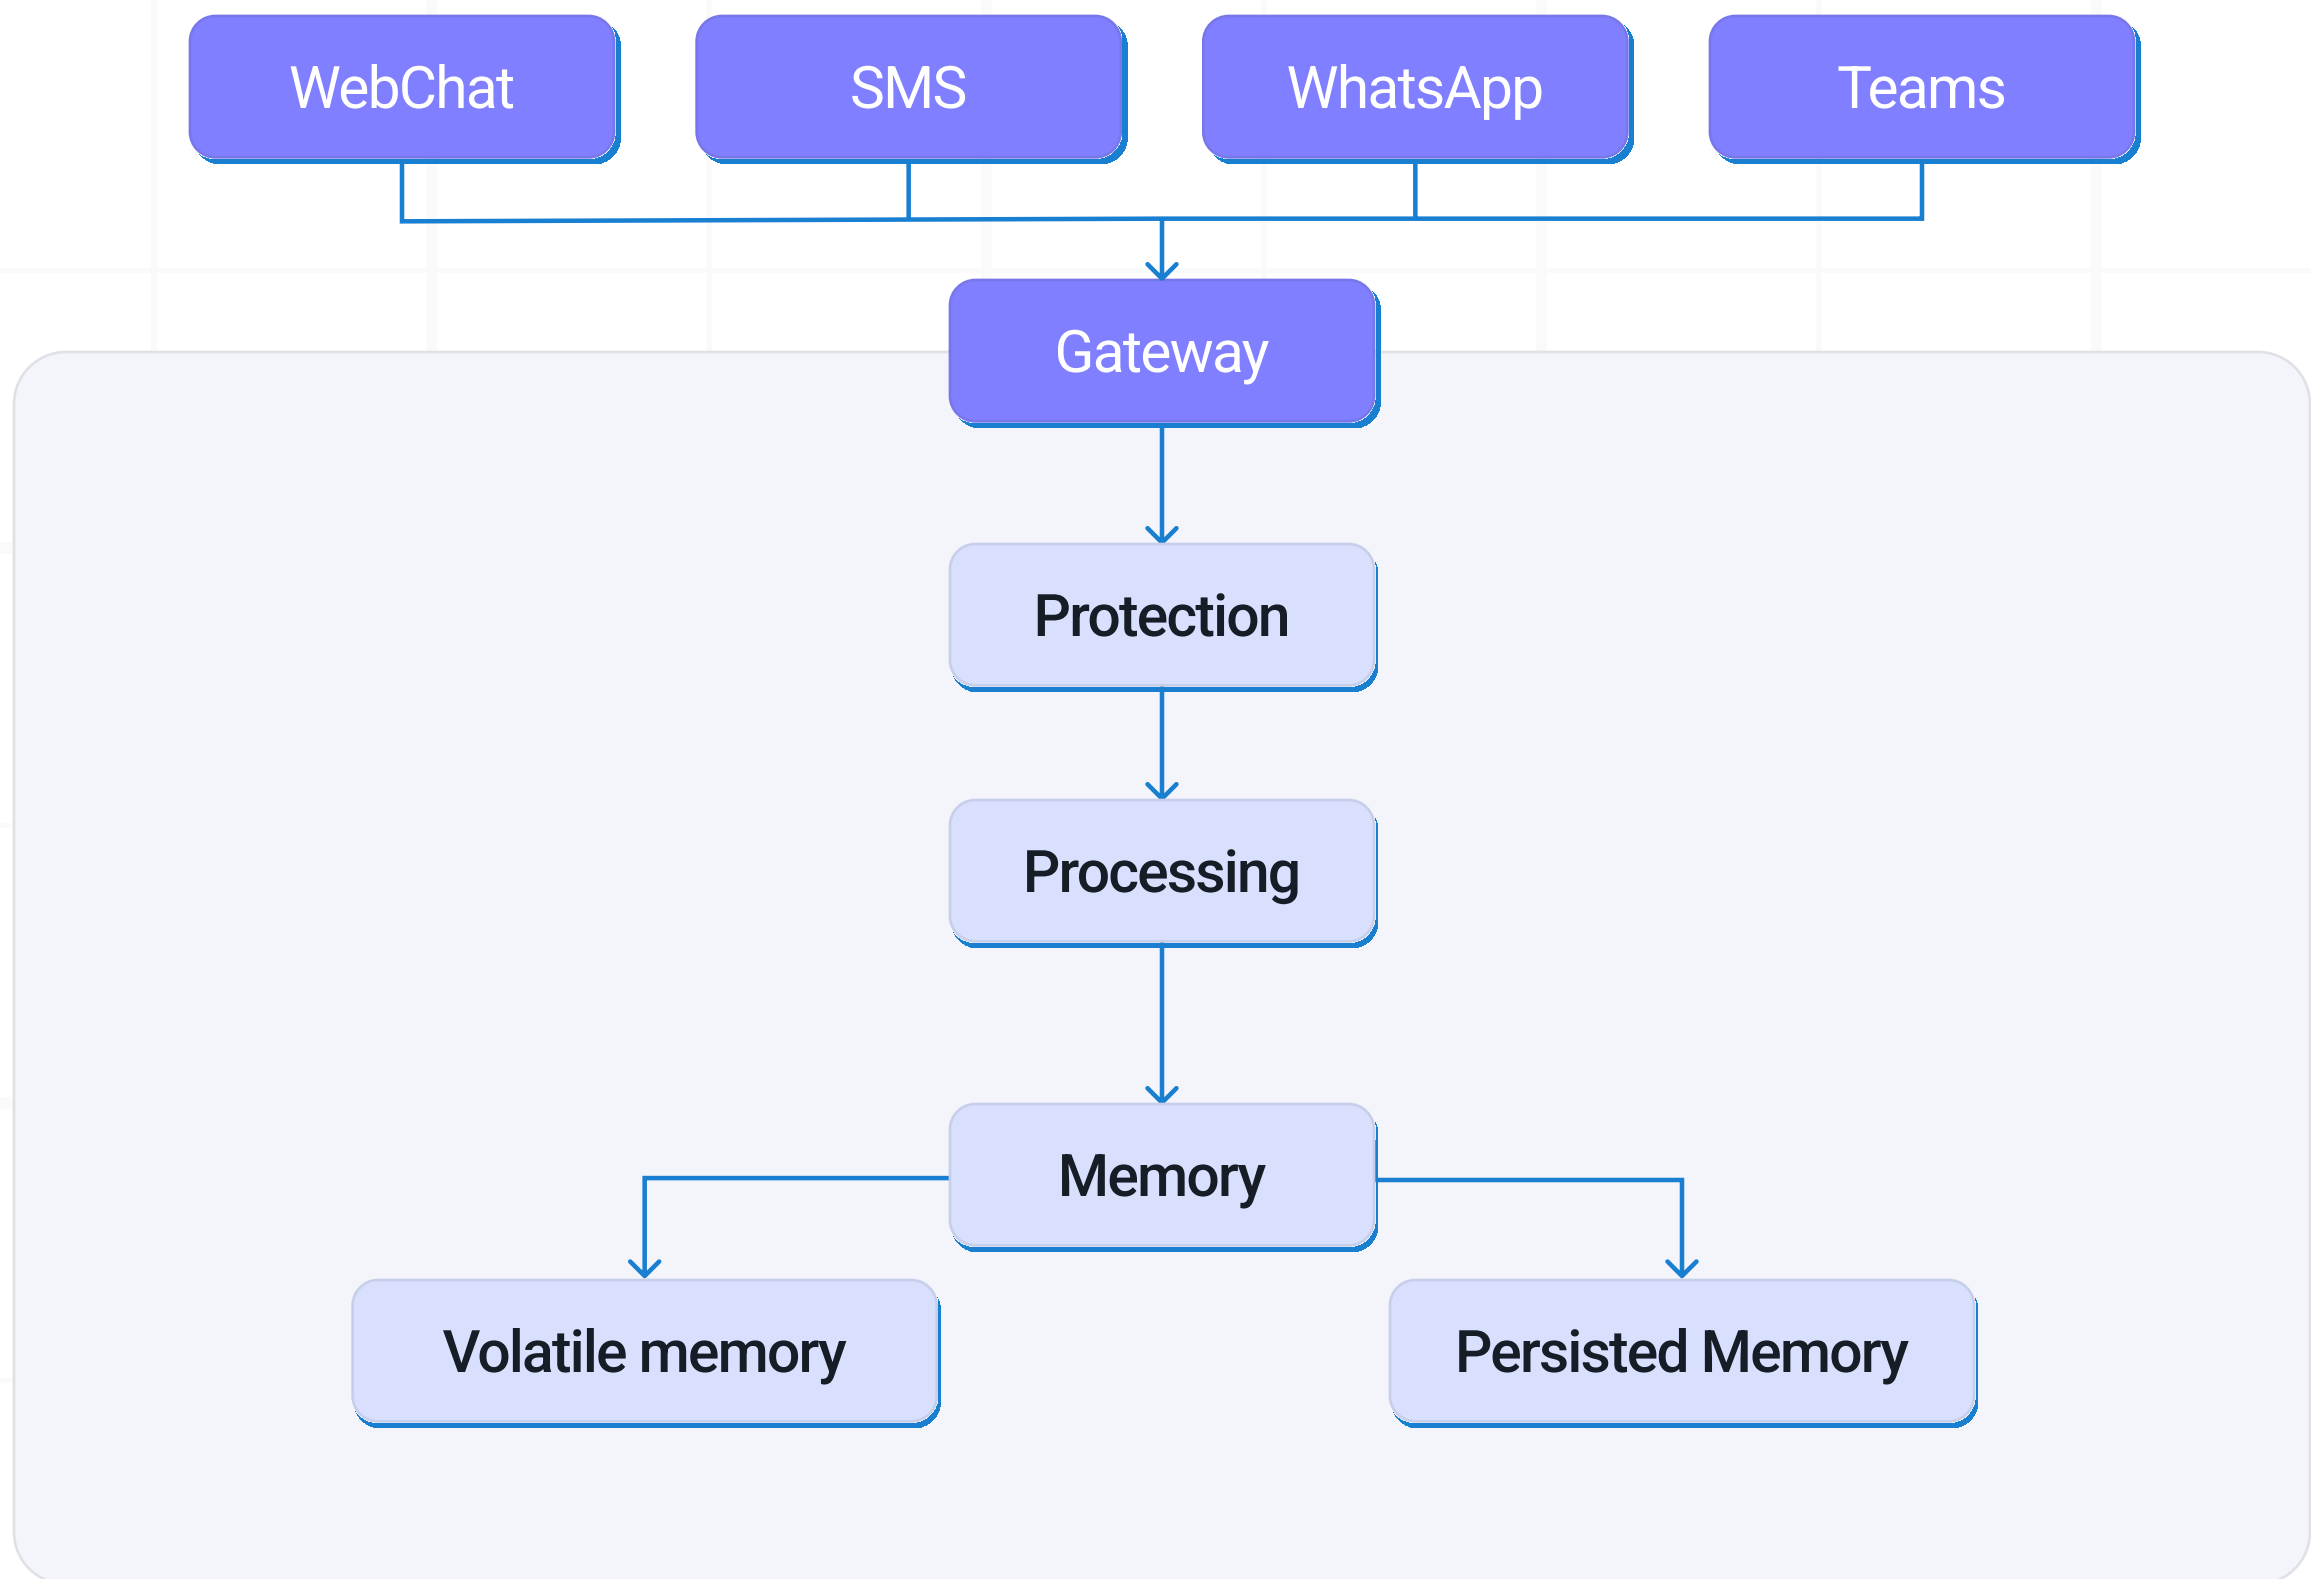 WebChat
SMS
WhatsApp
Teams
Gateway
Protection
Processing
Memory
Volatile memory
Persisted Memory